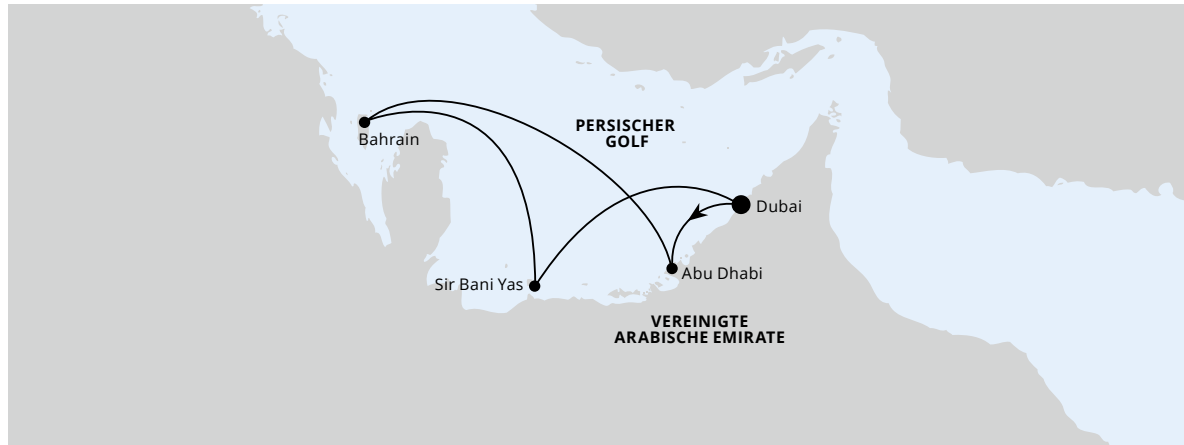 PERSISCHER
GOLF
Bahrain
Dubai
Abu Dhabi
Sir Bani Yas
VEREINIGTE
ARABISCHE EMIRATE